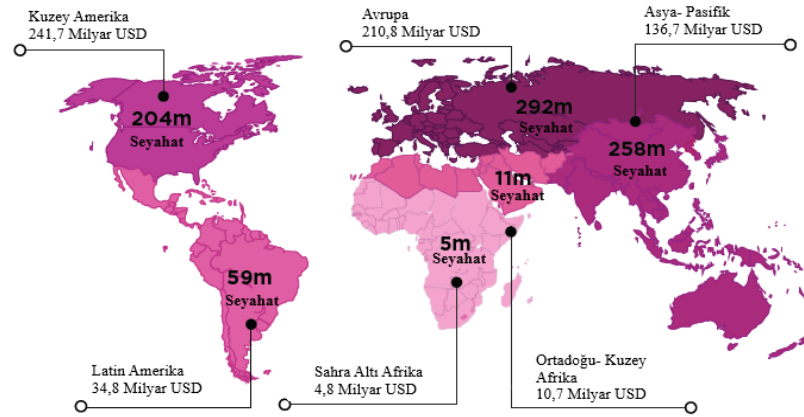 Kuzey Amerika
241,7 Milyar USD
Avrupa
210,8 Milyar USD
Asya- Pasifik
136,7 Milyar USD
204m
Seyahat
292m
Seyahat
258m
Seyahat
11m
Seyahat
5m
Seyahat
59m
Seyahat
Latin Amerika
34,8 Milyar USD
Sahra Altı Afrika
4,8 Milyar USD
Ortadoğu- Kuzey
Afrika
10,7 Milyar USD